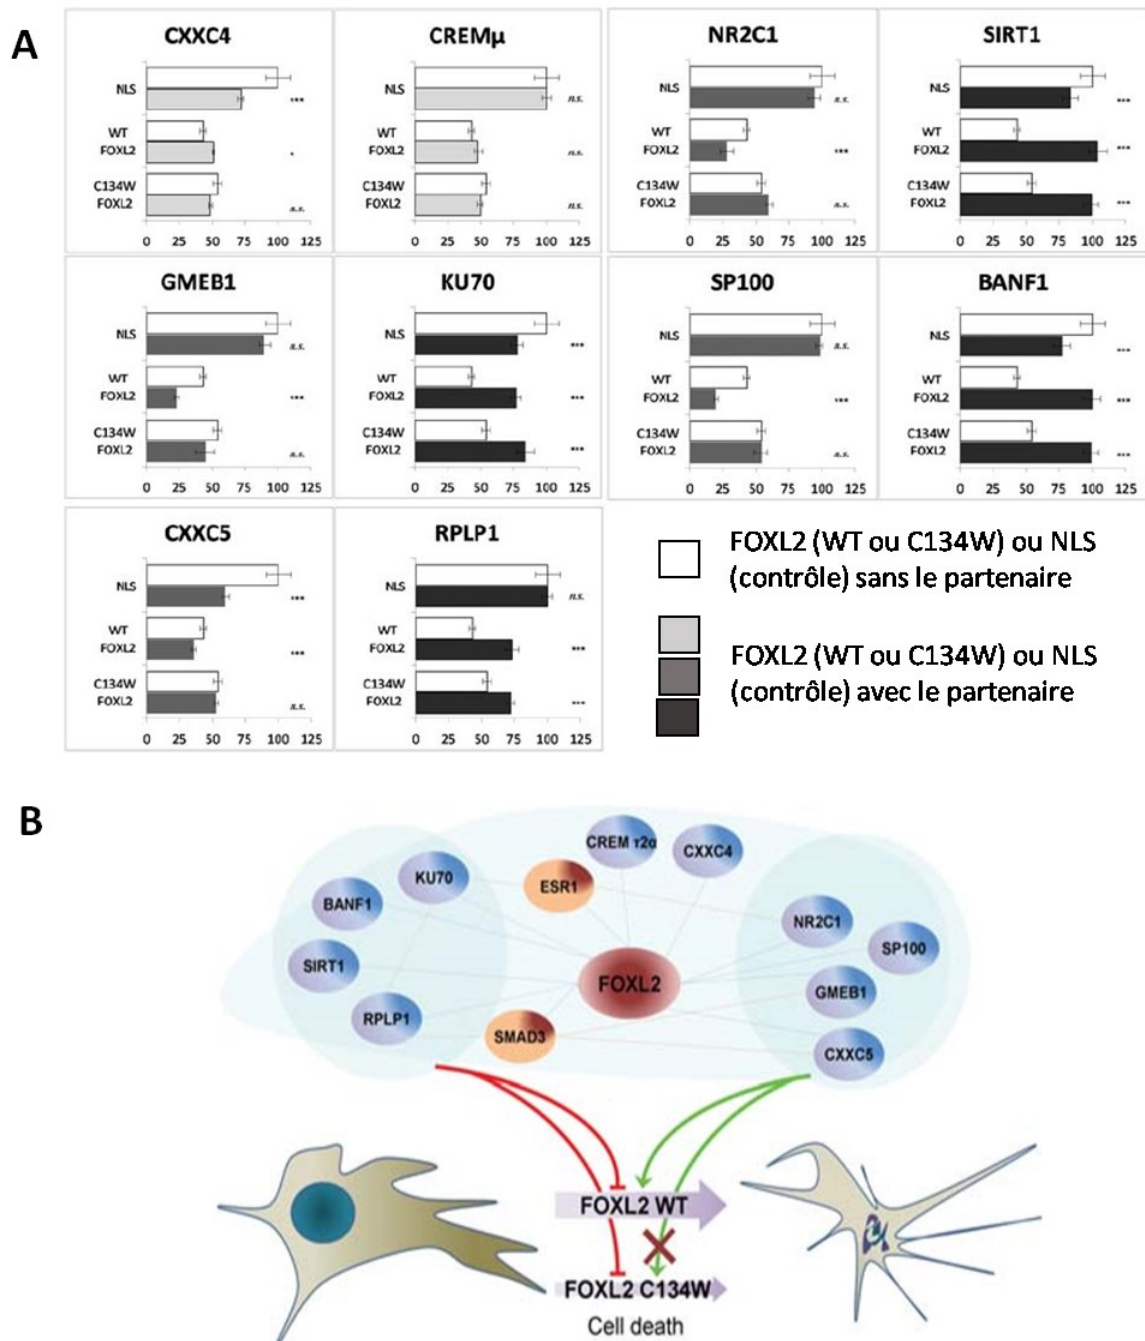 A
CXXC4
NLS
***
WT
FOXL2
*
C134W
FOXL2
n.s.
0 25 50 75 100 125
CREMµ
NLS
n.s.
WT
FOXL2
n.s.
C134W
FOXL2
n.s.
0 25 50 75 100 125
NR2C1
NLS
n.s.
WT
FOXL2
***
C134W
FOXL2
n.s.
0 25 50 75 100 125
SIRT1
NLS
***
WT
FOXL2
***
C134W
FOXL2
***
0 25 50 75 100 125
GMEB1
NLS
n.s.
WT
FOXL2
***
C134W
FOXL2
n.s.
0 25 50 75 100 125
KU70
NLS
***
WT
FOXL2
***
C134W
FOXL2
***
0 25 50 75 100 125
SP100
NLS
n.s.
WT
FOXL2
***
C134W
FOXL2
n.s.
0 25 50 75 100 125
BANF1
NLS
***
WT
FOXL2
***
C134W
FOXL2
***
0 25 50 75 100 125
CXXC5
NLS
***
WT
FOXL2
***
C134W
FOXL2
n.s.
0 25 50 75 100 125
RPLP1
NLS
n.s.
WT
FOXL2
***
C134W
FOXL2
***
0 25 50 75 100 125
FOXL2 (WT ou C134W) ou NLS
(contrôle) sans le partenaire
FOXL2 (WT ou C134W) ou NLS
(contrôle) avec le partenaire
B
CREM τ2α
CXXC4
KU70
ESR1
BANF1
NR2C1
SP100
SIRT1
FOXL2
GMEB1
RPLP1
SMAD3
CXXC5
FOXL2 WT
FOXL2 C134W
Cell death